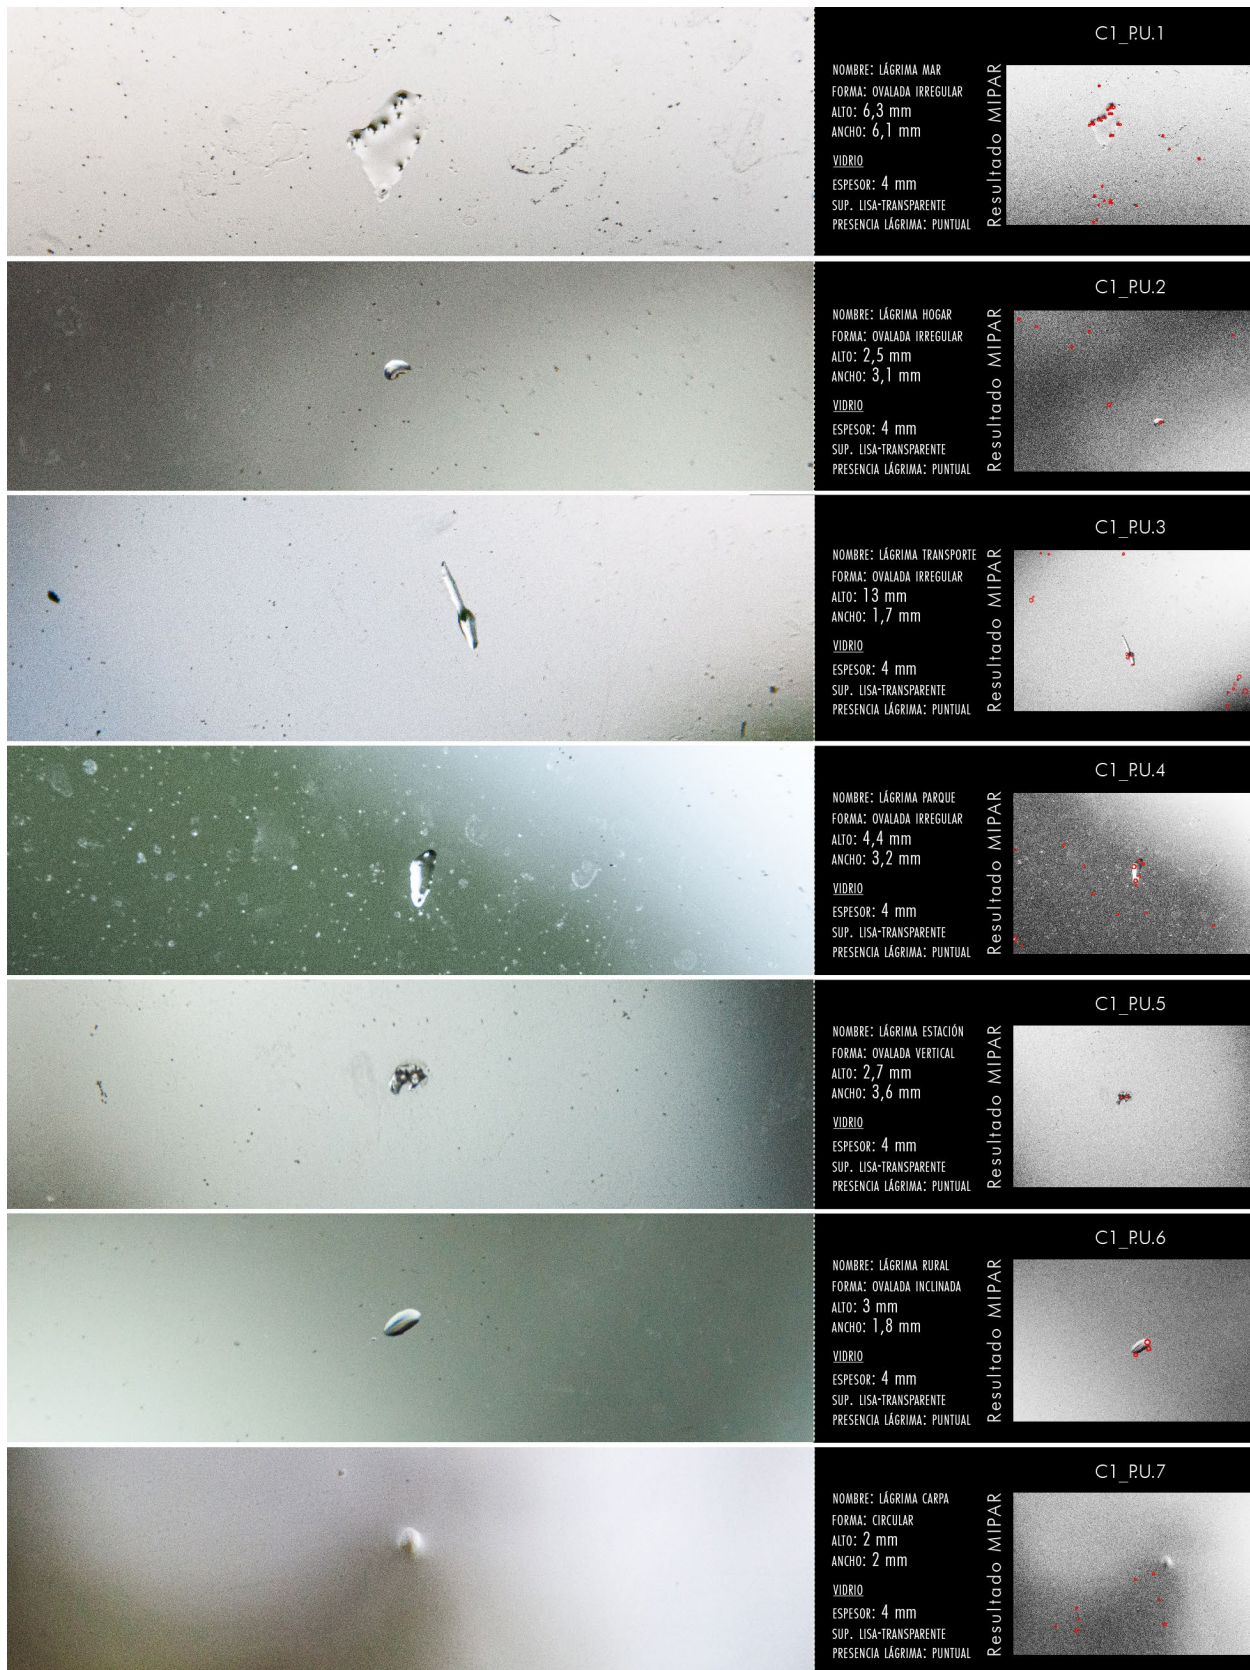 C1_P.U.1
NOMBRE: LÁGRIMA MAR
FORMA: OVALADA IRREGULAR
ALTO: 6,3 mm
ANCHO: 6,1 mm
VIDRIO
ESPESOR: 4 mm
SUP. LISA-TRANSPARENTE
PRESENCIA LÁGRIMA: PUNTUAL
Resultado MIPAR
C1_P.U.2
NOMBRE: LÁGRIMA HOGAR
FORMA: OVALADA IRREGULAR
ALTO: 2,5 mm
ANCHO: 3,1 mm
VIDRIO
ESPESOR: 4 mm
SUP. LISA-TRANSPARENTE
PRESENCIA LÁGRIMA: PUNTUAL
Resultado MIPAR
C1_P.U.3
NOMBRE: LÁGRIMA TRANSPORTE
FORMA: OVALADA IRREGULAR
ALTO: 13 mm
ANCHO: 1,7 mm
VIDRIO
ESPESOR: 4 mm
SUP. LISA-TRANSPARENTE
PRESENCIA LÁGRIMA: PUNTUAL
Resultado MIPAR
C1_P.U.4
NOMBRE: LÁGRIMA PARQUE
FORMA: OVALADA IRREGULAR
ALTO: 4,4 mm
ANCHO: 3,2 mm
VIDRIO
ESPESOR: 4 mm
SUP. LISA-TRANSPARENTE
PRESENCIA LÁGRIMA: PUNTUAL
Resultado MIPAR
C1_P.U.5
NOMBRE: LÁGRIMA ESTACIÓN
FORMA: OVALADA VERTICAL
ALTO: 2,7 mm
ANCHO: 3,6 mm
VIDRIO
ESPESOR: 4 mm
SUP. LISA-TRANSPARENTE
PRESENCIA LÁGRIMA: PUNTUAL
Resultado MIPAR
C1_P.U.6
NOMBRE: LÁGRIMA RURAL
FORMA: OVALADA INCLINADA
ALTO: 3 mm
ANCHO: 1,8 mm
VIDRIO
ESPESOR: 4 mm
SUP. LISA-TRANSPARENTE
PRESENCIA LÁGRIMA: PUNTUAL
Resultado MIPAR
C1_P.U.7
NOMBRE: LÁGRIMA CARPA
FORMA: CIRCULAR
ALTO: 2 mm
ANCHO: 2 mm
VIDRIO
ESPESOR: 4 mm
SUP. LISA-TRANSPARENTE
PRESENCIA LÁGRIMA: PUNTUAL
Resultado MIPAR